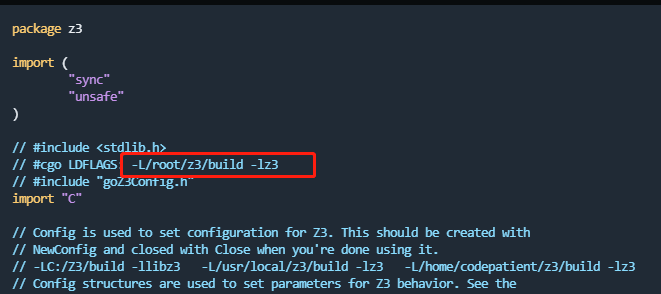 package z3
import (
"sync"
"unsafe"
)
// #include <stdlib.h>
// #cgo LDFLAGS: -L/root/z3/build -lz3
// #include "goZ3Config.h"
import "C"
// Config is used to set configuration for Z3. This should be created with
// NewConfig and closed with Close when you're done using it.
// -LC:/Z3/build -llibz3   -L/usr/local/z3/build -lz3   -L/home/codepatient/z3/build -lz3
// Config structures are used to set parameters for Z3 behavior. See the